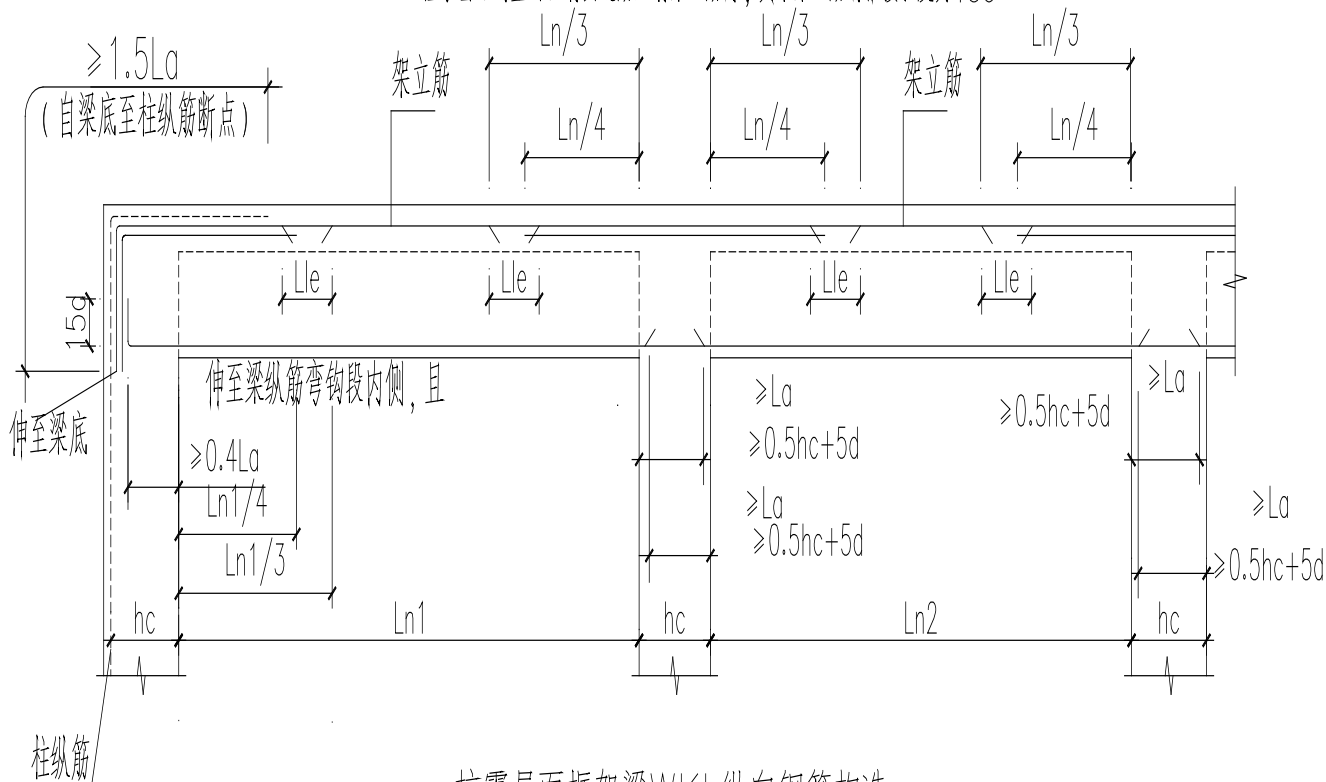 Ln/3
Ln/3
Ln/3
≥1.5La
(自梁底至柱纵筋断点)
架立筋
架立筋
Ln/4
Ln/4
Ln/4
Lle
Lle
Lle
Lle
15d
伸至梁纵筋弯钩段内侧,且
伸至梁底
≥0.4La
Ln1/4
Ln1/3
≥La
≥0.5hc+5d
≥La
≥0.5hc+5d
≥La
≥0.5hc+5d
≥La
≥0.5hc+5d
hc
Ln1
hc
Ln2
hc
柱纵筋